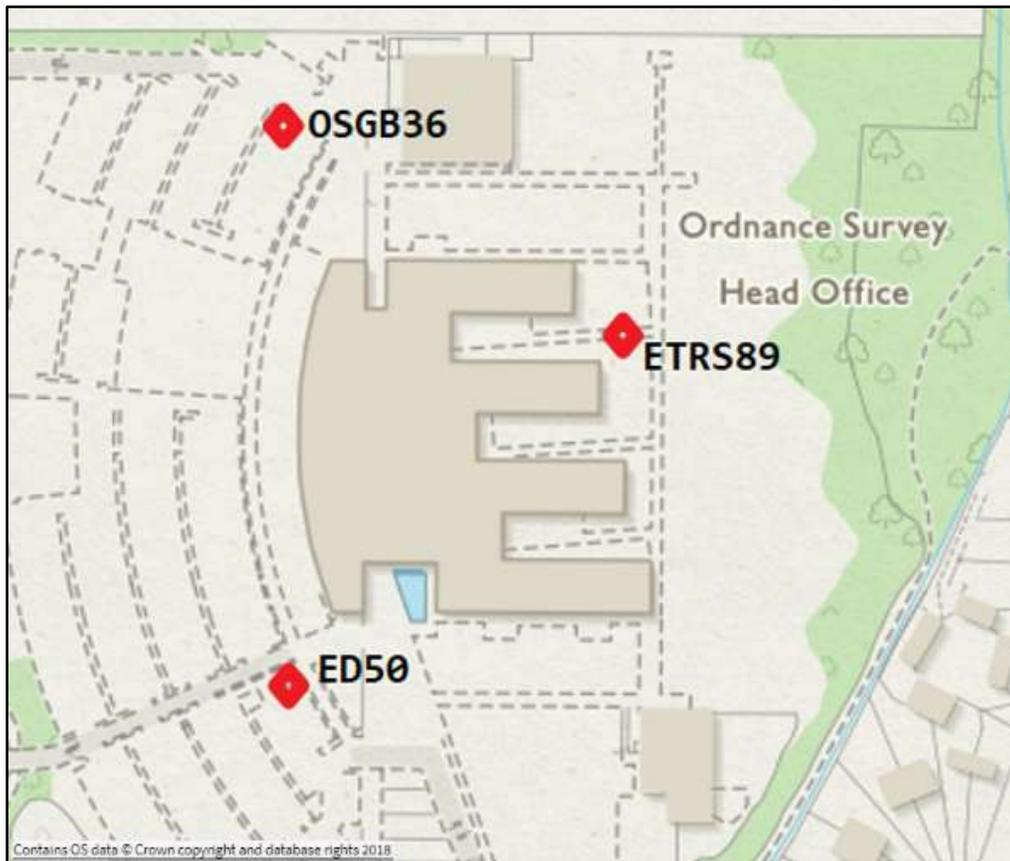 OSGB36
Ordnance Survey
Head Office
ETRS89
ED50
Contains OS data © Crown copyright and database rights 2018